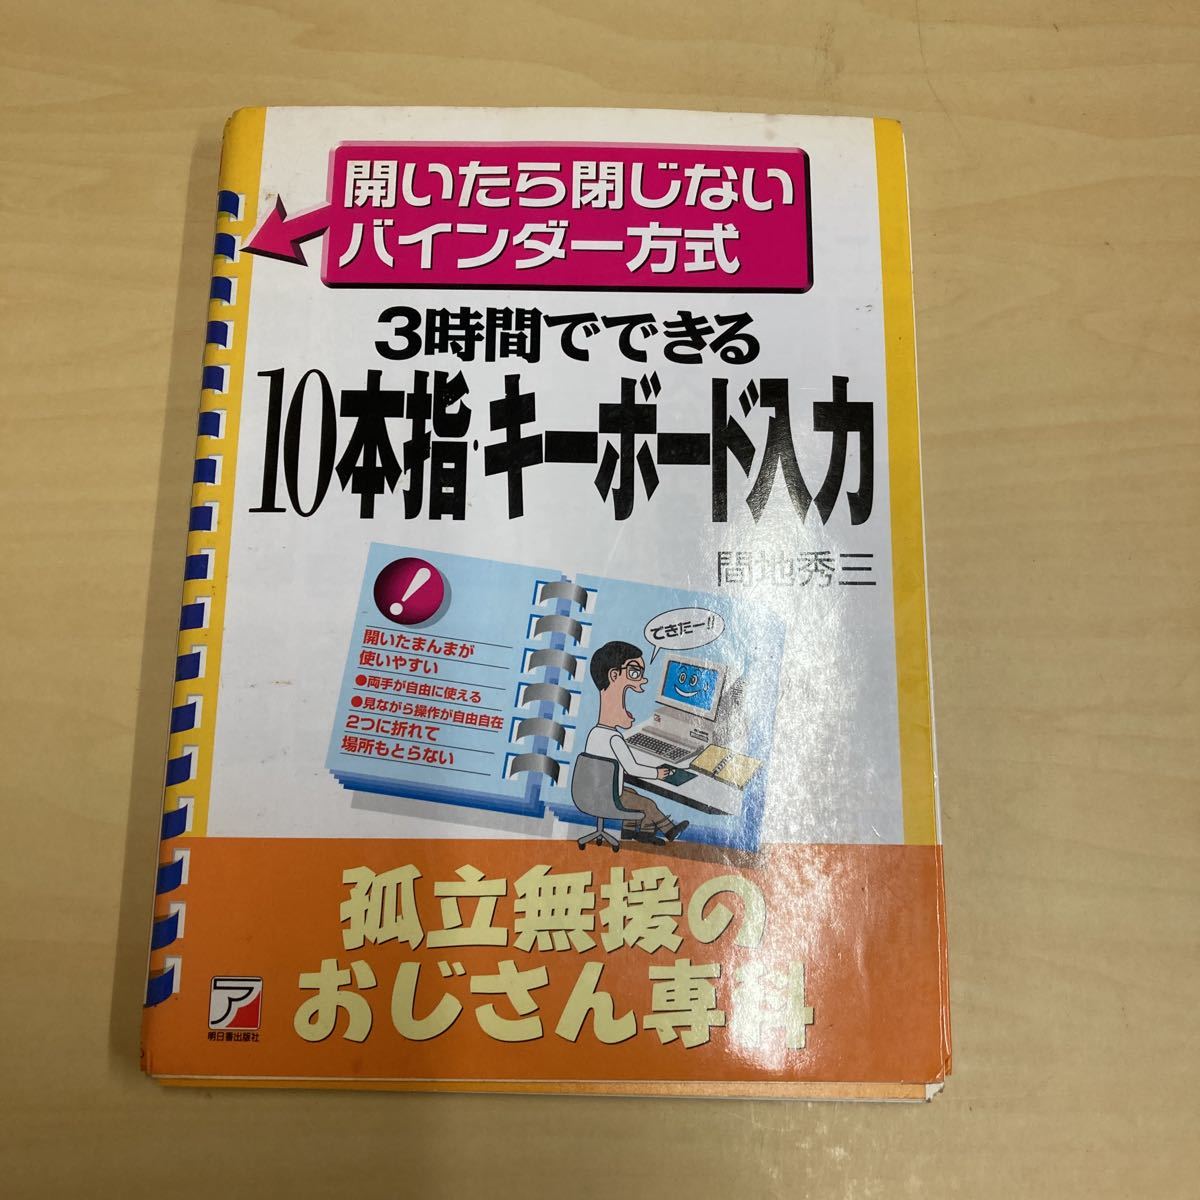 開いたら閉じない
バインダー方式
3時間でできる
10本指・キーボード入力
間地秀三
!
開いたまんまが
使いやすい
●両手が自由に使える
●見ながら操作が自由自在
2つに折れて
場所もとらない
できたー!!
孤立無援の
おじさん専科
ア
明日香出版社